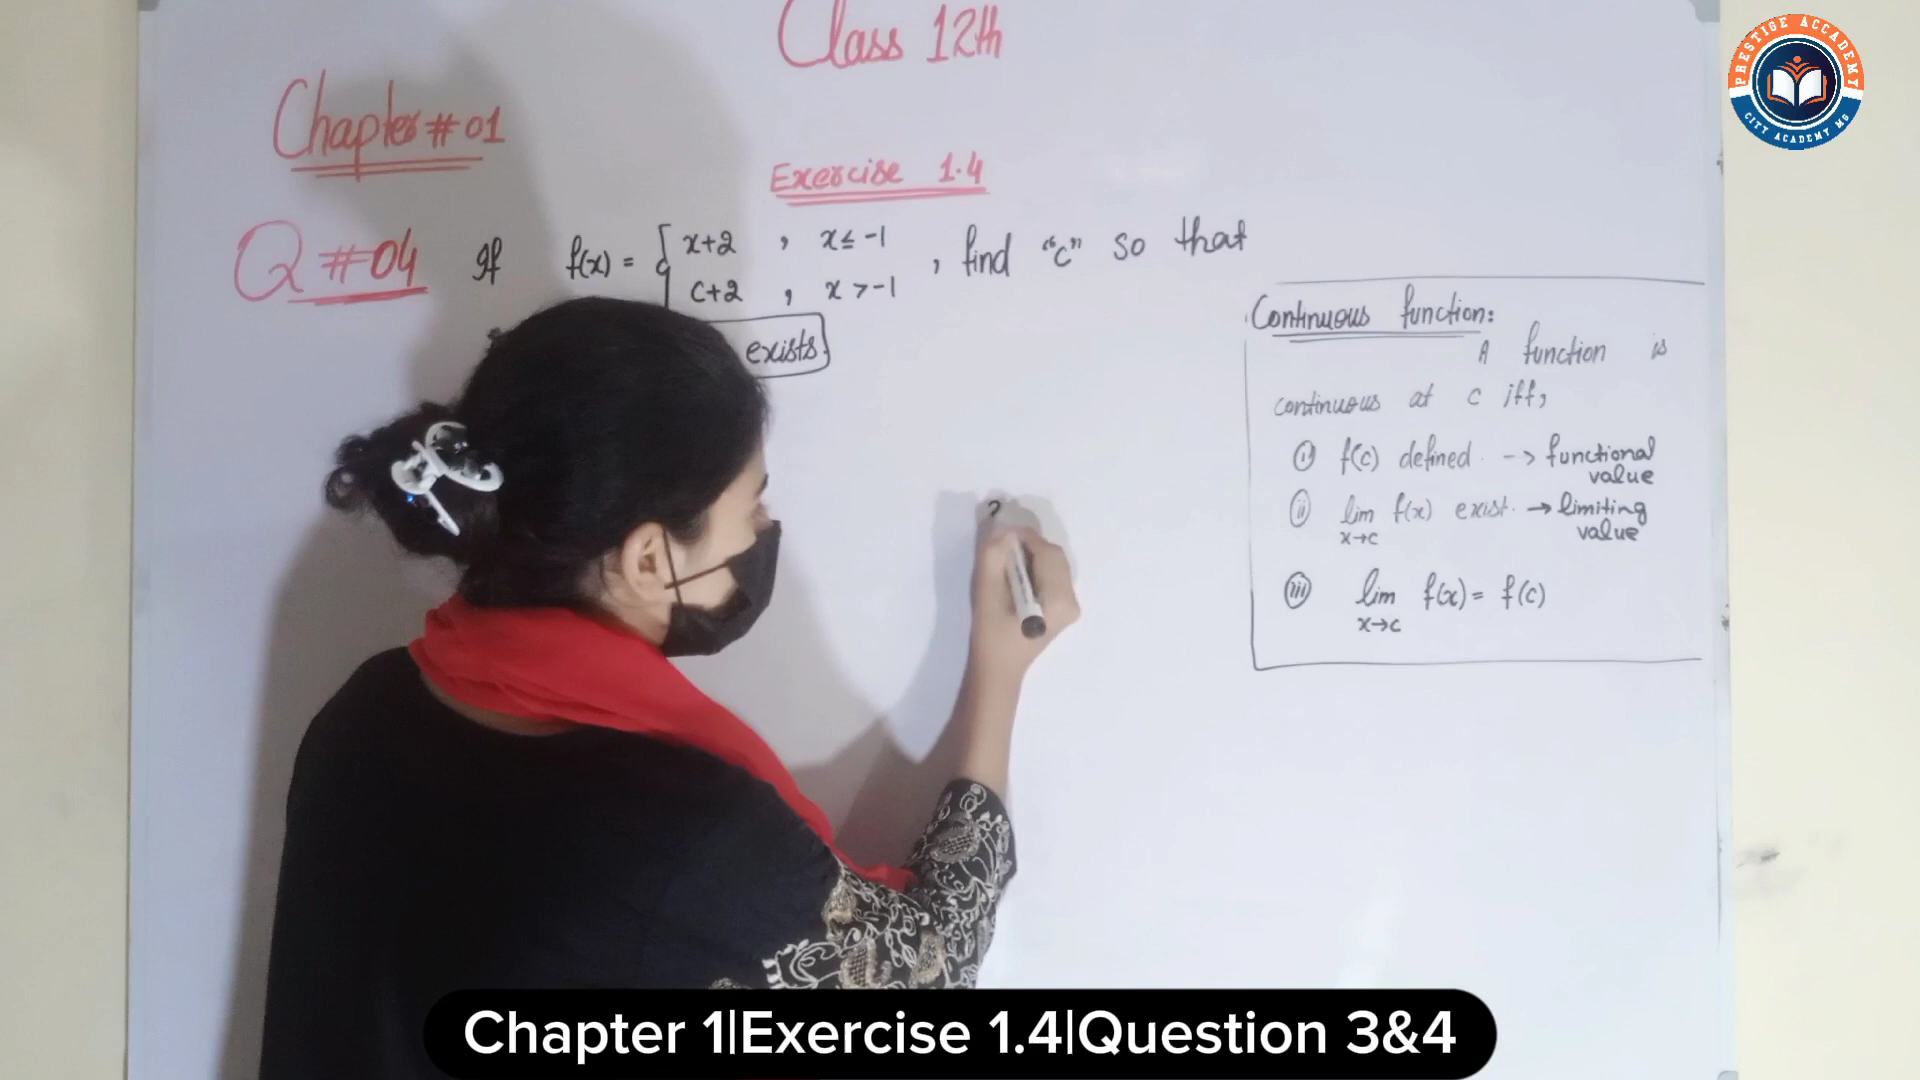 Class 12th
PRESTIGE ACCADEMY
CITY ACADEMY MG
Chapter # 01
Exercise 1.4
Q #04 If f(x) = { x+2 , x ≤ -1 , find "c" so that
c+2 , x > -1
exists.
Continuous function:
A function is
continuous at c iff,
(i) f(c) defined. --> functional
value
(ii) lim f(x) exist. → limiting
x→c value
(iii) lim f(x) = f(c)
x→c
Chapter 1|Exercise 1.4|Question 3&4